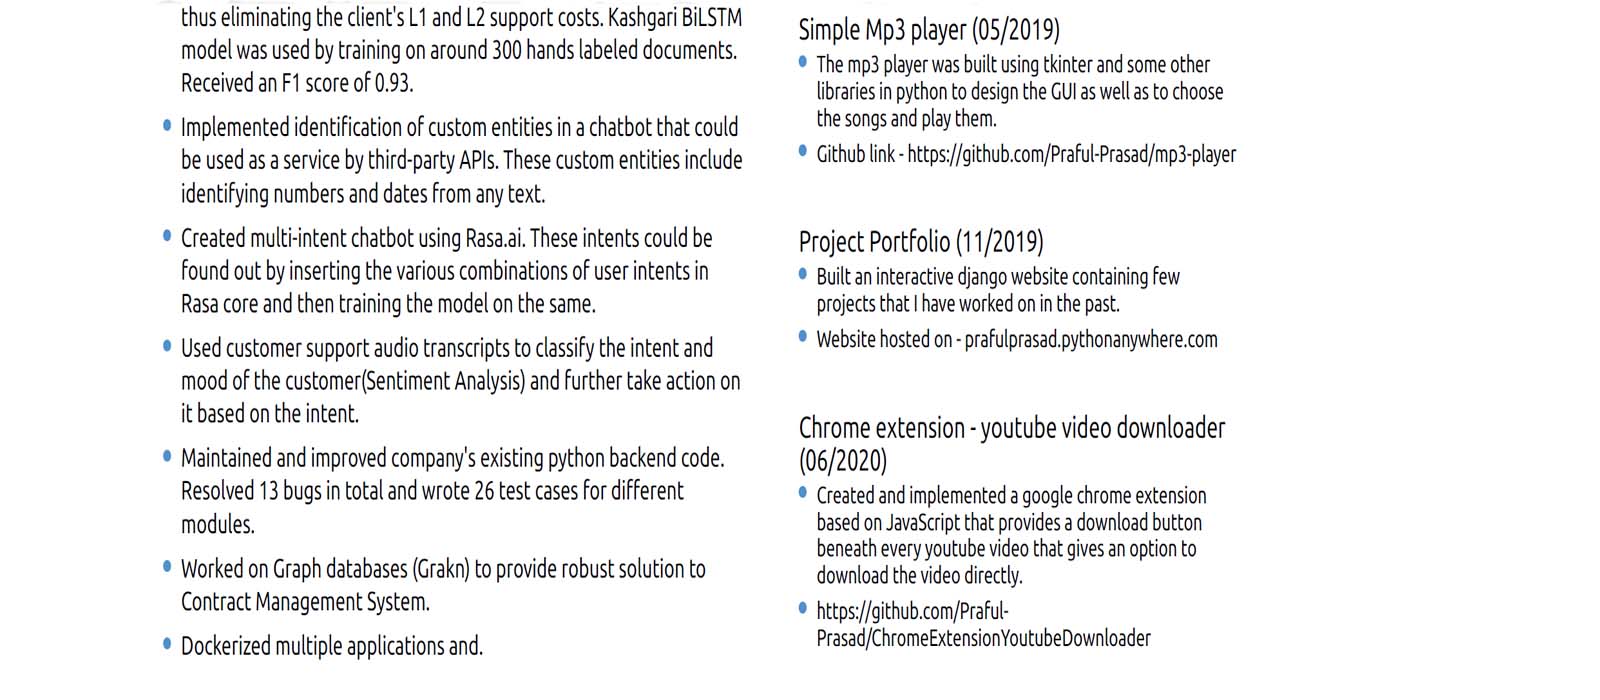 thus eliminating the client's L1 and L2 support costs. Kashgari BiLSTM
model was used by training on around 300 hands labeled documents.
Received an F1 score of 0.93.
Implemented identification of custom entities in a chatbot that could
be used as a service by third-party APIs. These custom entities include
identifying numbers and dates from any text.
Created multi-intent chatbot using Rasa.ai. These intents could be
found out by inserting the various combinations of user intents in
Rasa core and then training the model on the same.
Used customer support audio transcripts to classify the intent and
mood of the customer(Sentiment Analysis) and further take action on
it based on the intent.
Maintained and improved company's existing python backend code.
Resolved 13 bugs in total and wrote 26 test cases for different
modules.
Worked on Graph databases (Grakn) to provide robust solution to
Contract Management System.
Dockerized multiple applications and.
Simple Mp3 player (05/2019)
The mp3 player was built using tkinter and some other
libraries in python to design the GUI as well as to choose
the songs and play them.
Github link - https://github.com/Praful-Prasad/mp3-player
Project Portfolio (11/2019)
Built an interactive django website containing few
projects that I have worked on in the past.
Website hosted on - prafulprasad.pythonanywhere.com
Chrome extension - youtube video downloader
(06/2020)
Created and implemented a google chrome extension
based on JavaScript that provides a download button
beneath every youtube video that gives an option to
download the video directly.
https://github.com/Praful-
Prasad/ChromeExtensionYoutubeDownloader